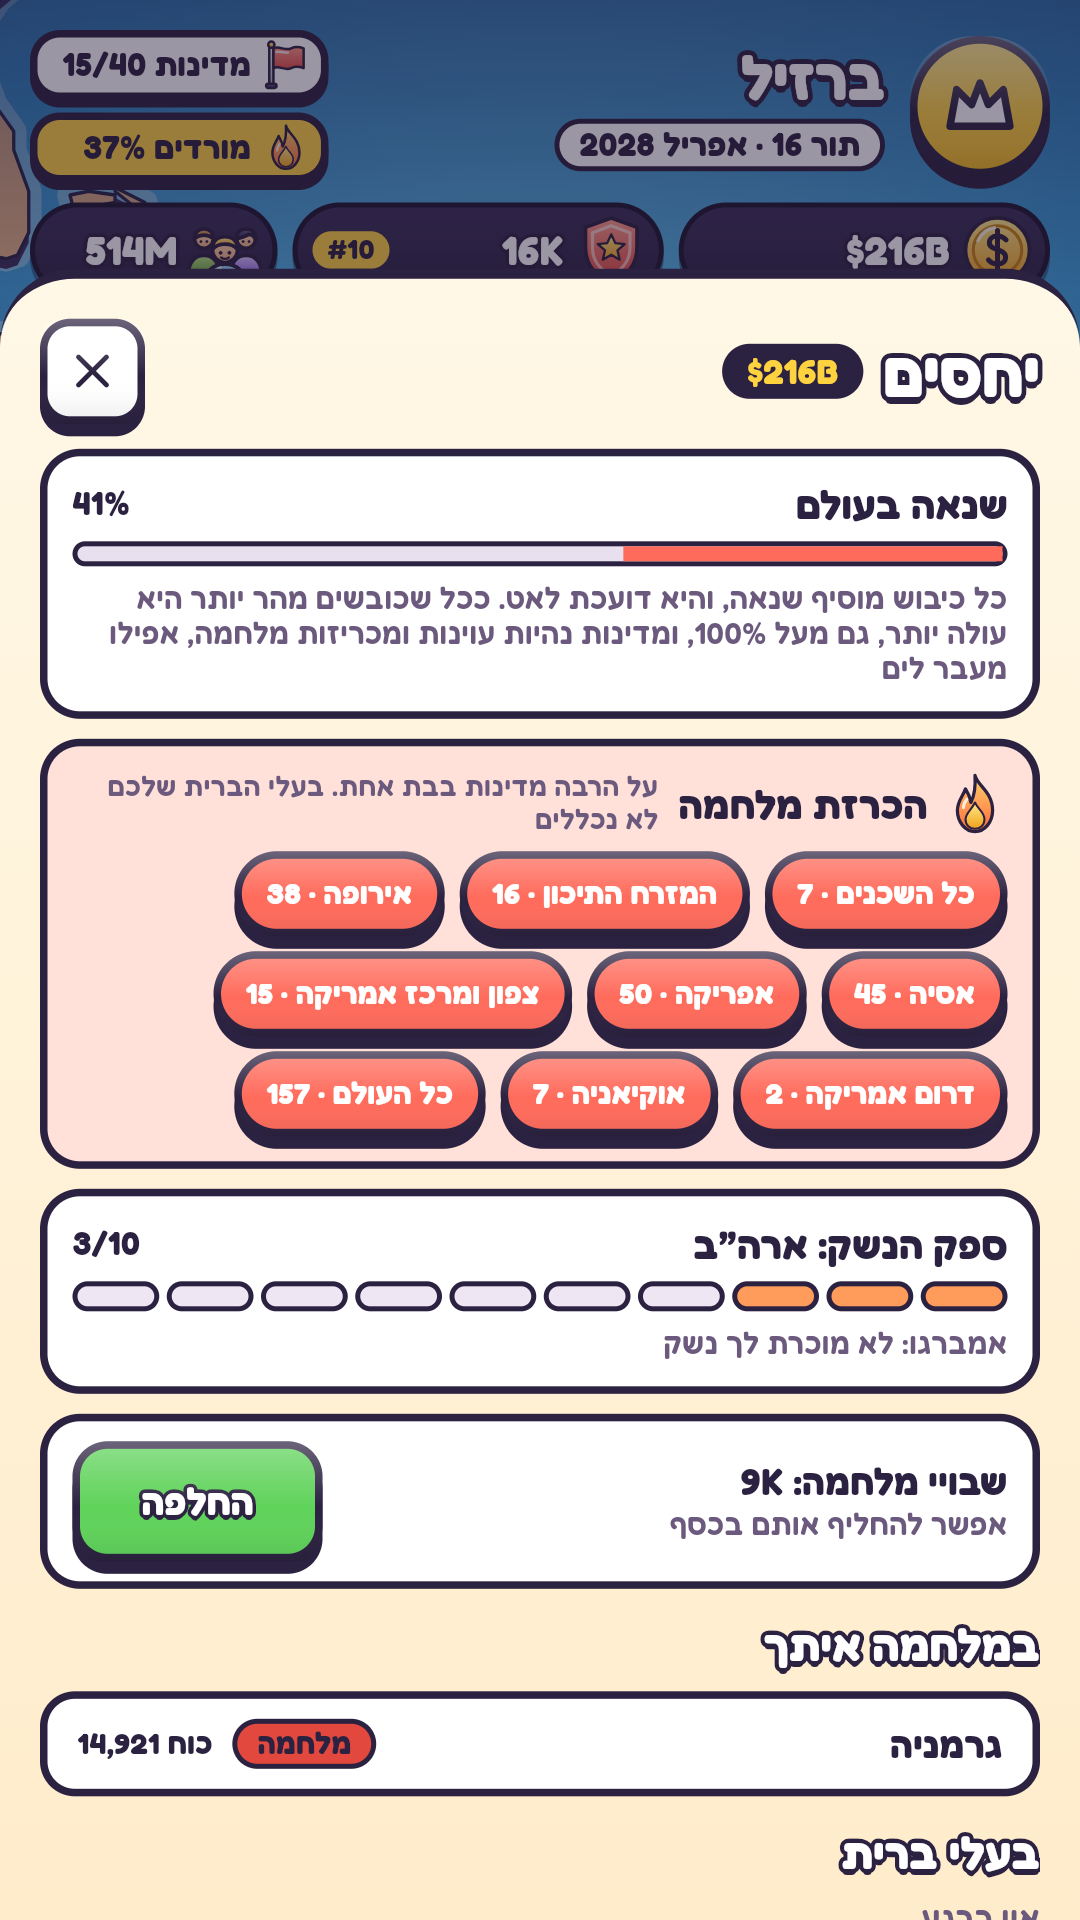 ברזיל
תור 16 · אפריל 2028
מדינות 15/40
מורדים 37%
$216B
16K
#10
514M
יחסים
$216B
שנאה בעולם
41%
כל כיבוש מוסיף שנאה, והיא דועכת לאט. ככל שכובשים מהר יותר היא
עולה יותר, גם מעל 100%, ומדינות נהיות עוינות ומכריזות מלחמה, אפילו
מעבר לים
הכרזת מלחמה
על הרבה מדינות בבת אחת. בעלי הברית שלכם
לא נכללים
כל השכנים · 7
המזרח התיכון · 16
אירופה · 38
אסיה · 45
אפריקה · 50
צפון ומרכז אמריקה · 15
דרום אמריקה · 2
אוקיאניה · 7
כל העולם · 157
ספק הנשק: ארה"ב
3/10
אמברגו: לא מוכרת לך נשק
שבויי מלחמה: 9K
אפשר להחליף אותם בכסף
החלפה
במלחמה איתך
גרמניה
מלחמה
כוח 14,921
בעלי ברית